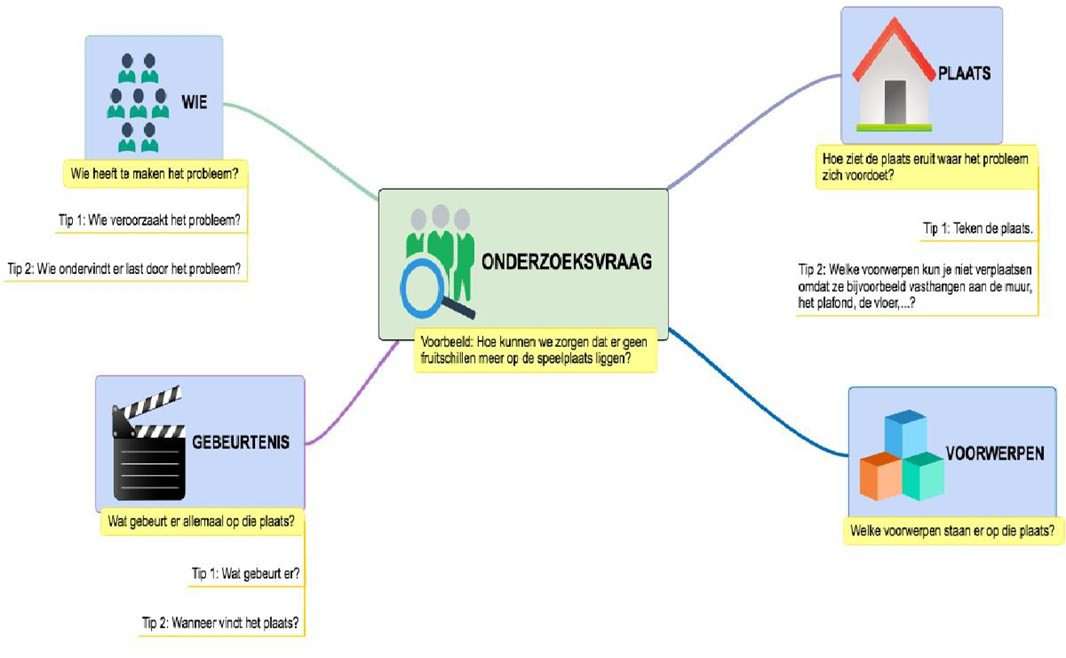 WIE
Wie heeft te maken het probleem?
Tip 1: Wie veroorzaakt het probleem?
Tip 2: Wie ondervindt er last door het probleem?
PLAATS
Hoe ziet de plaats eruit waar het probleem
zich voordoet?
Tip 1: Teken de plaats.
Tip 2: Welke voorwerpen kun je niet verplaatsen
omdat ze bijvoorbeeld vasthangen aan de muur,
het plafond, de vloer,...?
ONDERZOEKSVRAAG
Voorbeeld: Hoe kunnen we zorgen dat er geen
fruitschillen meer op de speelplaats liggen?
GEBEURTENIS
Wat gebeurt er allemaal op die plaats?
Tip 1: Wat gebeurt er?
Tip 2: Wanneer vindt het plaats?
VOORWERPEN
Welke voorwerpen staan er op die plaats?